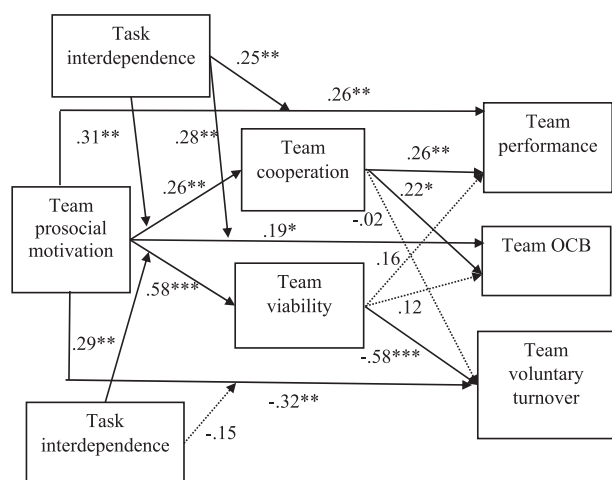 Task
interdependence
.25**
.26**
.31**
.28**
Team
cooperation
Team
performance
.26**
.26**
.22*
Team
prosocial
motivation
-.02
.19*
Team OCB
.16
.58***
Team
viability
.12
.29**
-.58***
Team
voluntary
turnover
-.32**
Task
interdependence
-.15